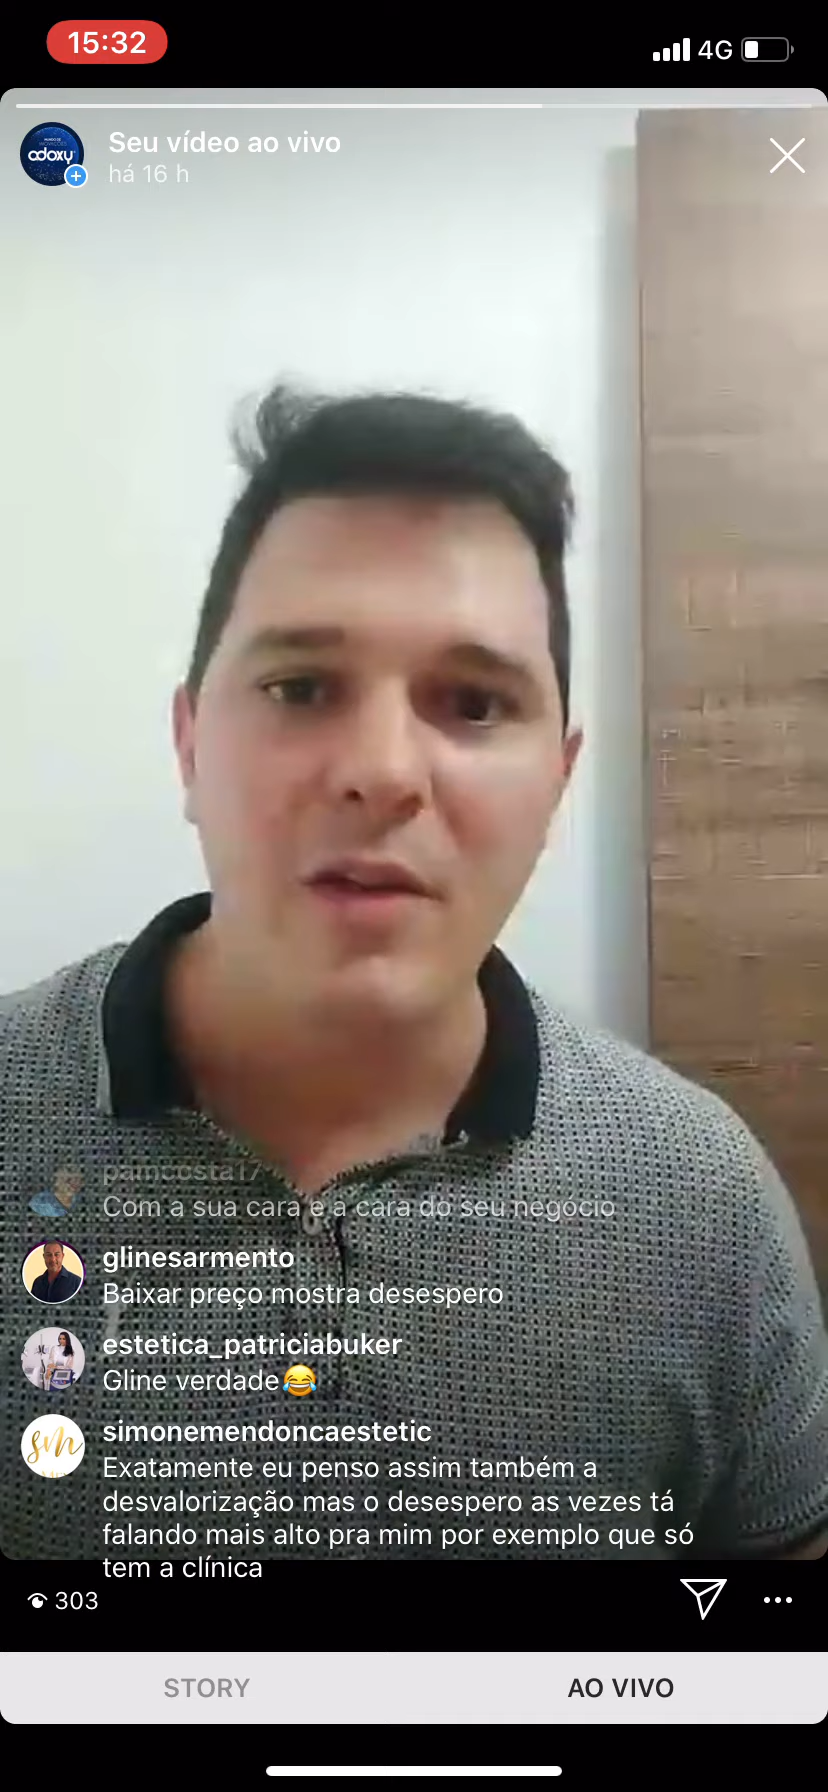 15:32
4G
adoxy
Seu vídeo ao vivo
há 16 h
pamcosta17
Com a sua cara e a cara do seu negócio
glinesarmento
Baixar preço mostra desespero
estetica_patriciabuker
Gline verdade😂
simonemendoncaestetic
Exatamente eu penso assim também a
desvalorização mas o desespero as vezes tá
falando mais alto pra mim por exemplo que só
tem a clínica
303
STORY
AO VIVO